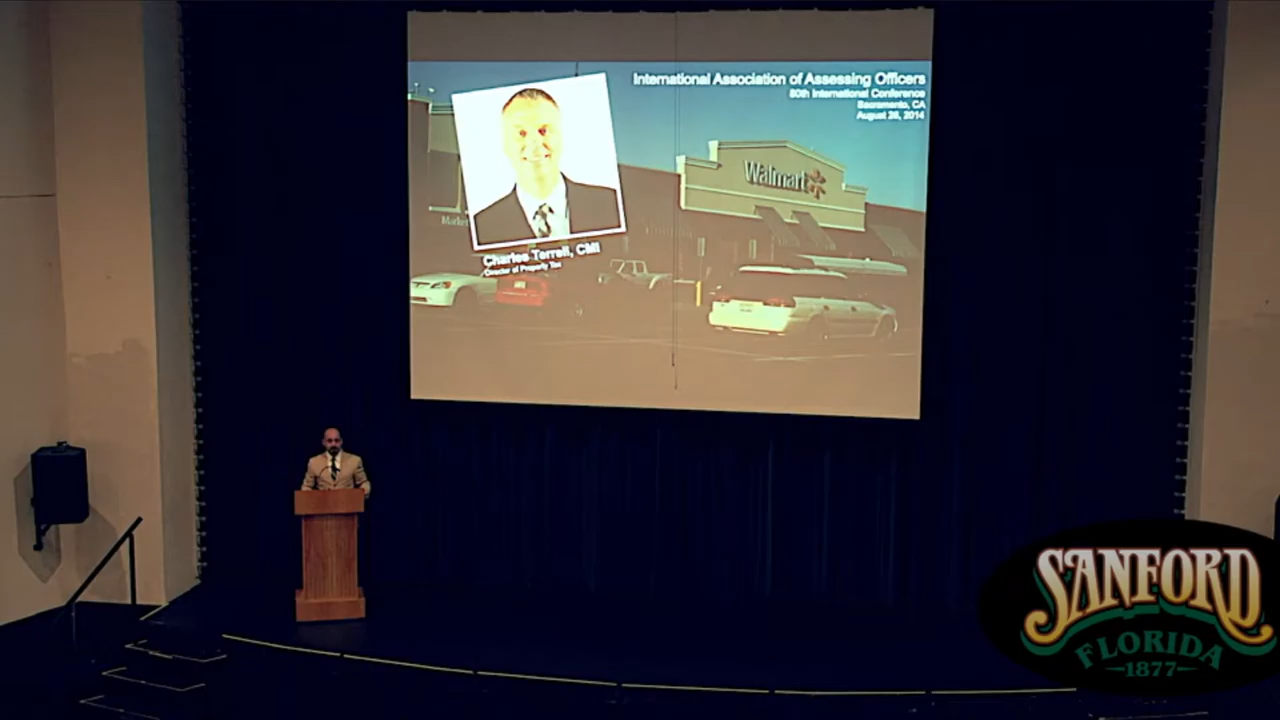 International Association of Assessing Officers
80th International Conference
Sacramento, CA
August 26, 2014
Walmart
Market
Charles Terrell, CMI
Director of Property Tax
SANFORD
FLORIDA
1877